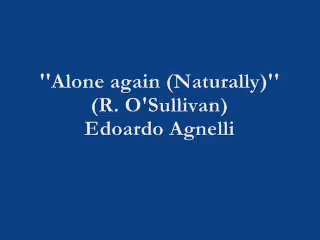 "Alone again (Naturally)"
(R. O'Sullivan)
Edoardo Agnelli